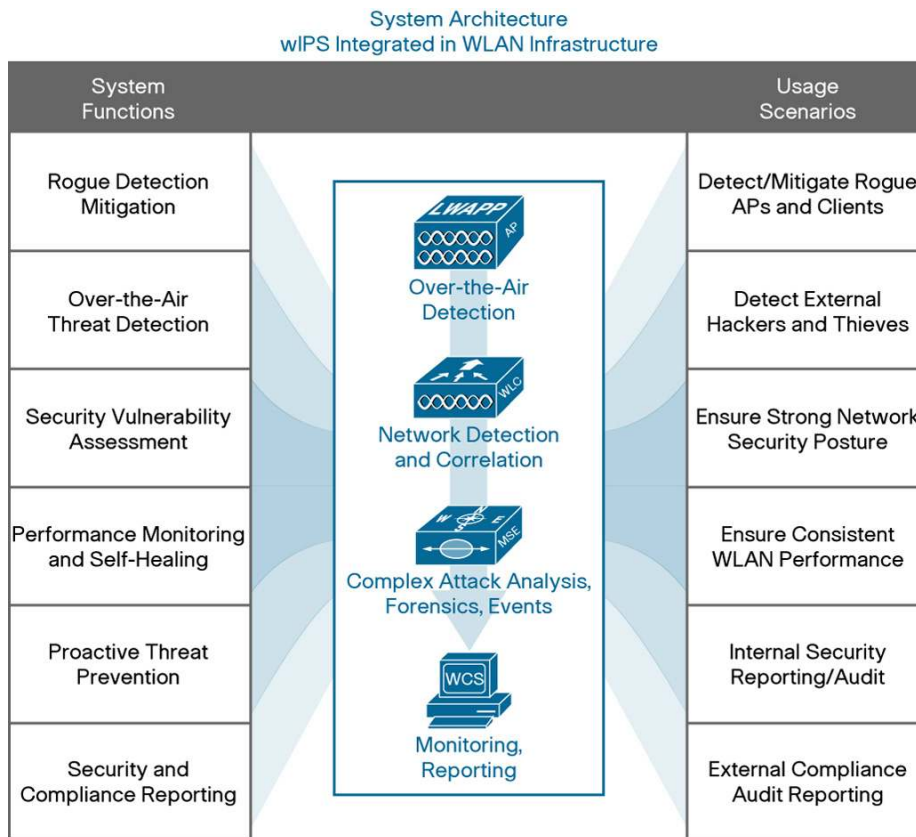 System Architecture
wIPS Integrated in WLAN Infrastructure
System
Functions
Usage
Scenarios
Rogue Detection
Mitigation
Over-the-Air
Threat Detection
Security Vulnerability
Assessment
Performance Monitoring
and Self-Healing
Proactive Threat
Prevention
Security and
Compliance Reporting
LWAPP
AP
Over-the-Air
Detection
WLC
Network Detection
and Correlation
W
E
MSE
Complex Attack Analysis,
Forensics, Events
WCS
Monitoring,
Reporting
Detect/Mitigate Rogue
APs and Clients
Detect External
Hackers and Thieves
Ensure Strong Network
Security Posture
Ensure Consistent
WLAN Performance
Internal Security
Reporting/Audit
External Compliance
Audit Reporting